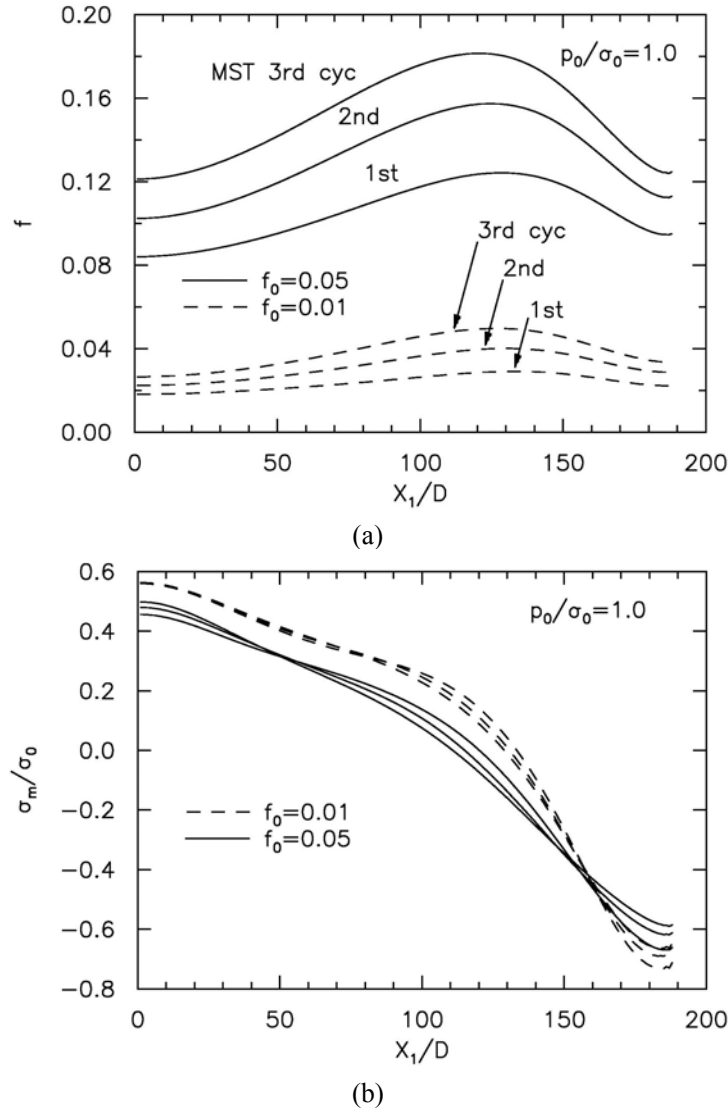 0.20
p₀/σ₀=1.0
MST 3rd cyc
0.16
2nd
0.12
1st
f
3rd cyc
0.08
2nd
f₀=0.05
1st
f₀=0.01
0.04
0.00
0 50 100 150 200
X₁/D
(a)
0.6
p₀/σ₀=1.0
0.4
0.2
0.0
σₘ/σ₀
−0.2
f₀=0.01
f₀=0.05
−0.4
−0.6
−0.8
0 50 100 150 200
X₁/D
(b)